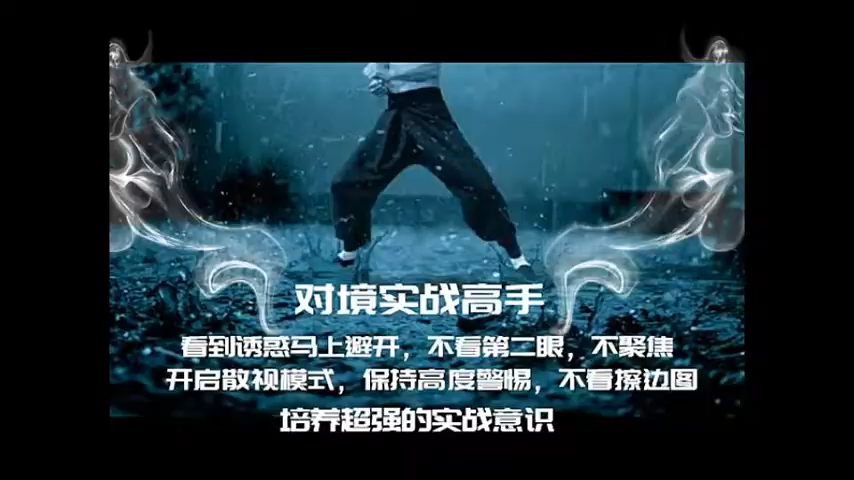 对境实战高手
看到诱惑马上避开，不看第二眼，不聚焦
开启散视模式，保持高度警惕，不看擦边图
培养超强的实战意识